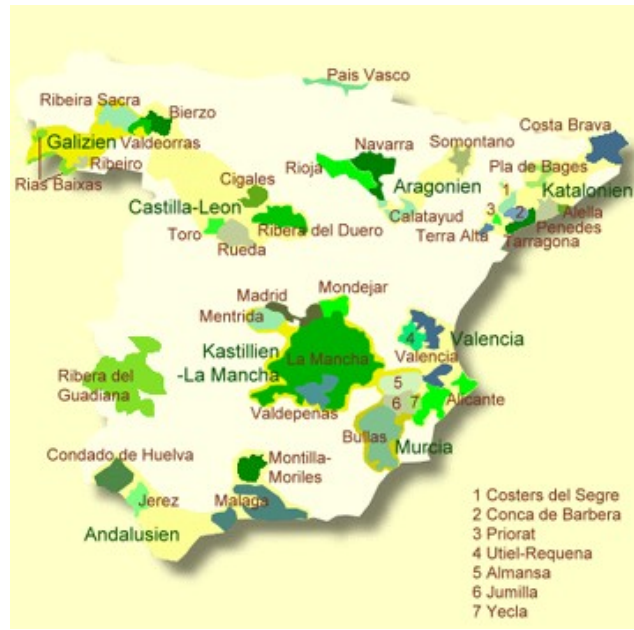 Pais Vasco
Ribeira Sacra
Bierzo
Costa Brava
Galizien
Valdeorras
Navarra
Somontano
Ribeiro
Rioja
Pla de Bages
Rias Baixas
Cigales
Aragonien
1
Katalonien
Castilla-Leon
Calatayud
3
2
Alella
Toro
Ribera del Duero
Terra Alta
Penedes
Rueda
Tarragona
Madrid
Mondejar
Mentrida
4
Valencia
Kastillien
-La Mancha
La Mancha
Valencia
Ribera del
Guadiana
5
Valdepeñas
6
7
Alicante
Bullas
Murcia
Condado de Huelva
Montilla-
Moriles
Jerez
Malaga
Andalusien
1 Costers del Segre
2 Conca de Barbera
3 Priorat
4 Utiel-Requena
5 Almansa
6 Jumilla
7 Yecla